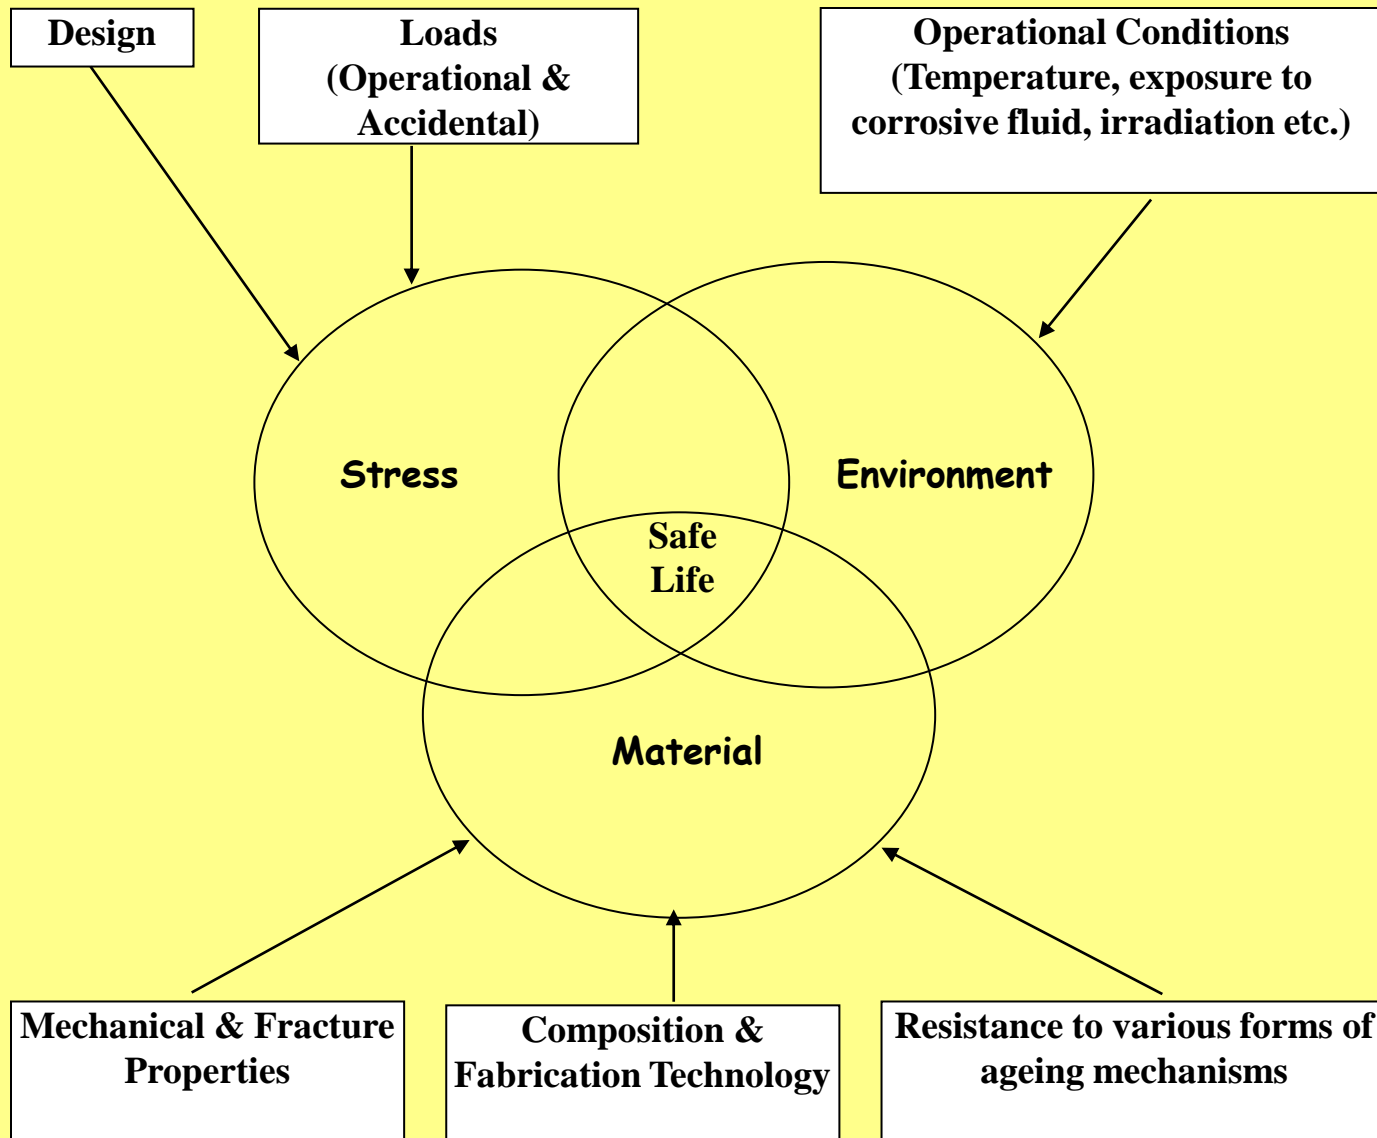 Design
Loads
(Operational &
Accidental)
Operational Conditions
(Temperature, exposure to
corrosive fluid, irradiation etc.)
Stress
Environment
Safe
Life
Material
Mechanical & Fracture
Properties
Composition &
Fabrication Technology
Resistance to various forms of
ageing mechanisms